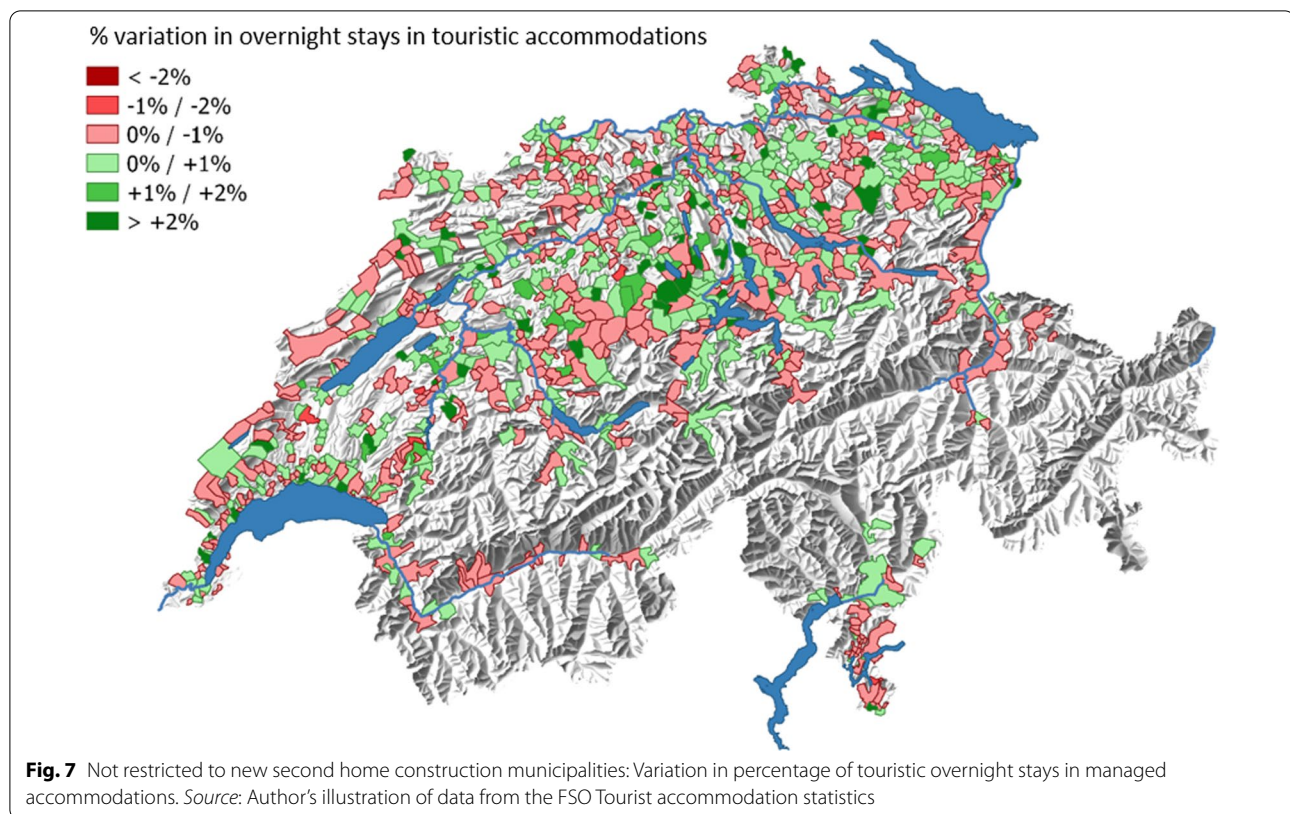 % variation in overnight stays in touristic accommodations
< -2%
-1% / -2%
0% / -1%
0% / +1%
+1% / +2%
> +2%
Fig. 7 Not restricted to new second home construction municipalities: Variation in percentage of touristic overnight stays in managed
accommodations. Source: Author's illustration of data from the FSO Tourist accommodation statistics